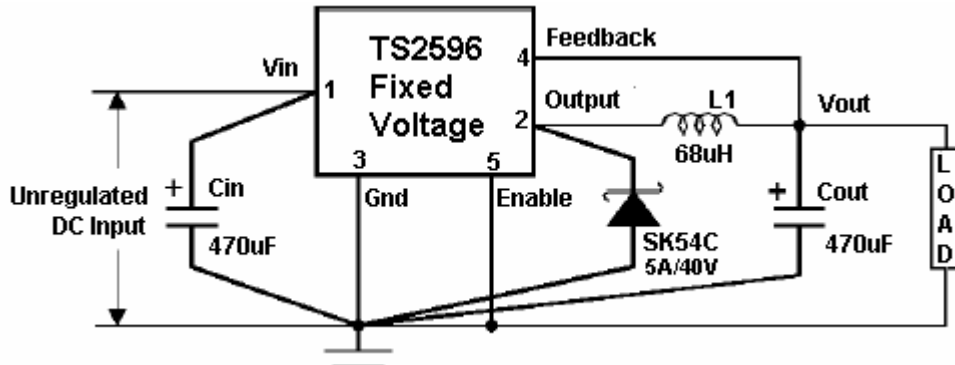 TS2596
Fixed
Voltage
Vin
1
Feedback
4
Output
2
L1
68uH
Vout
3
5
Gnd
Enable
Unregulated
DC Input
+
Cin
470uF
SK54C
5A/40V
+
Cout
470uF
LOAD